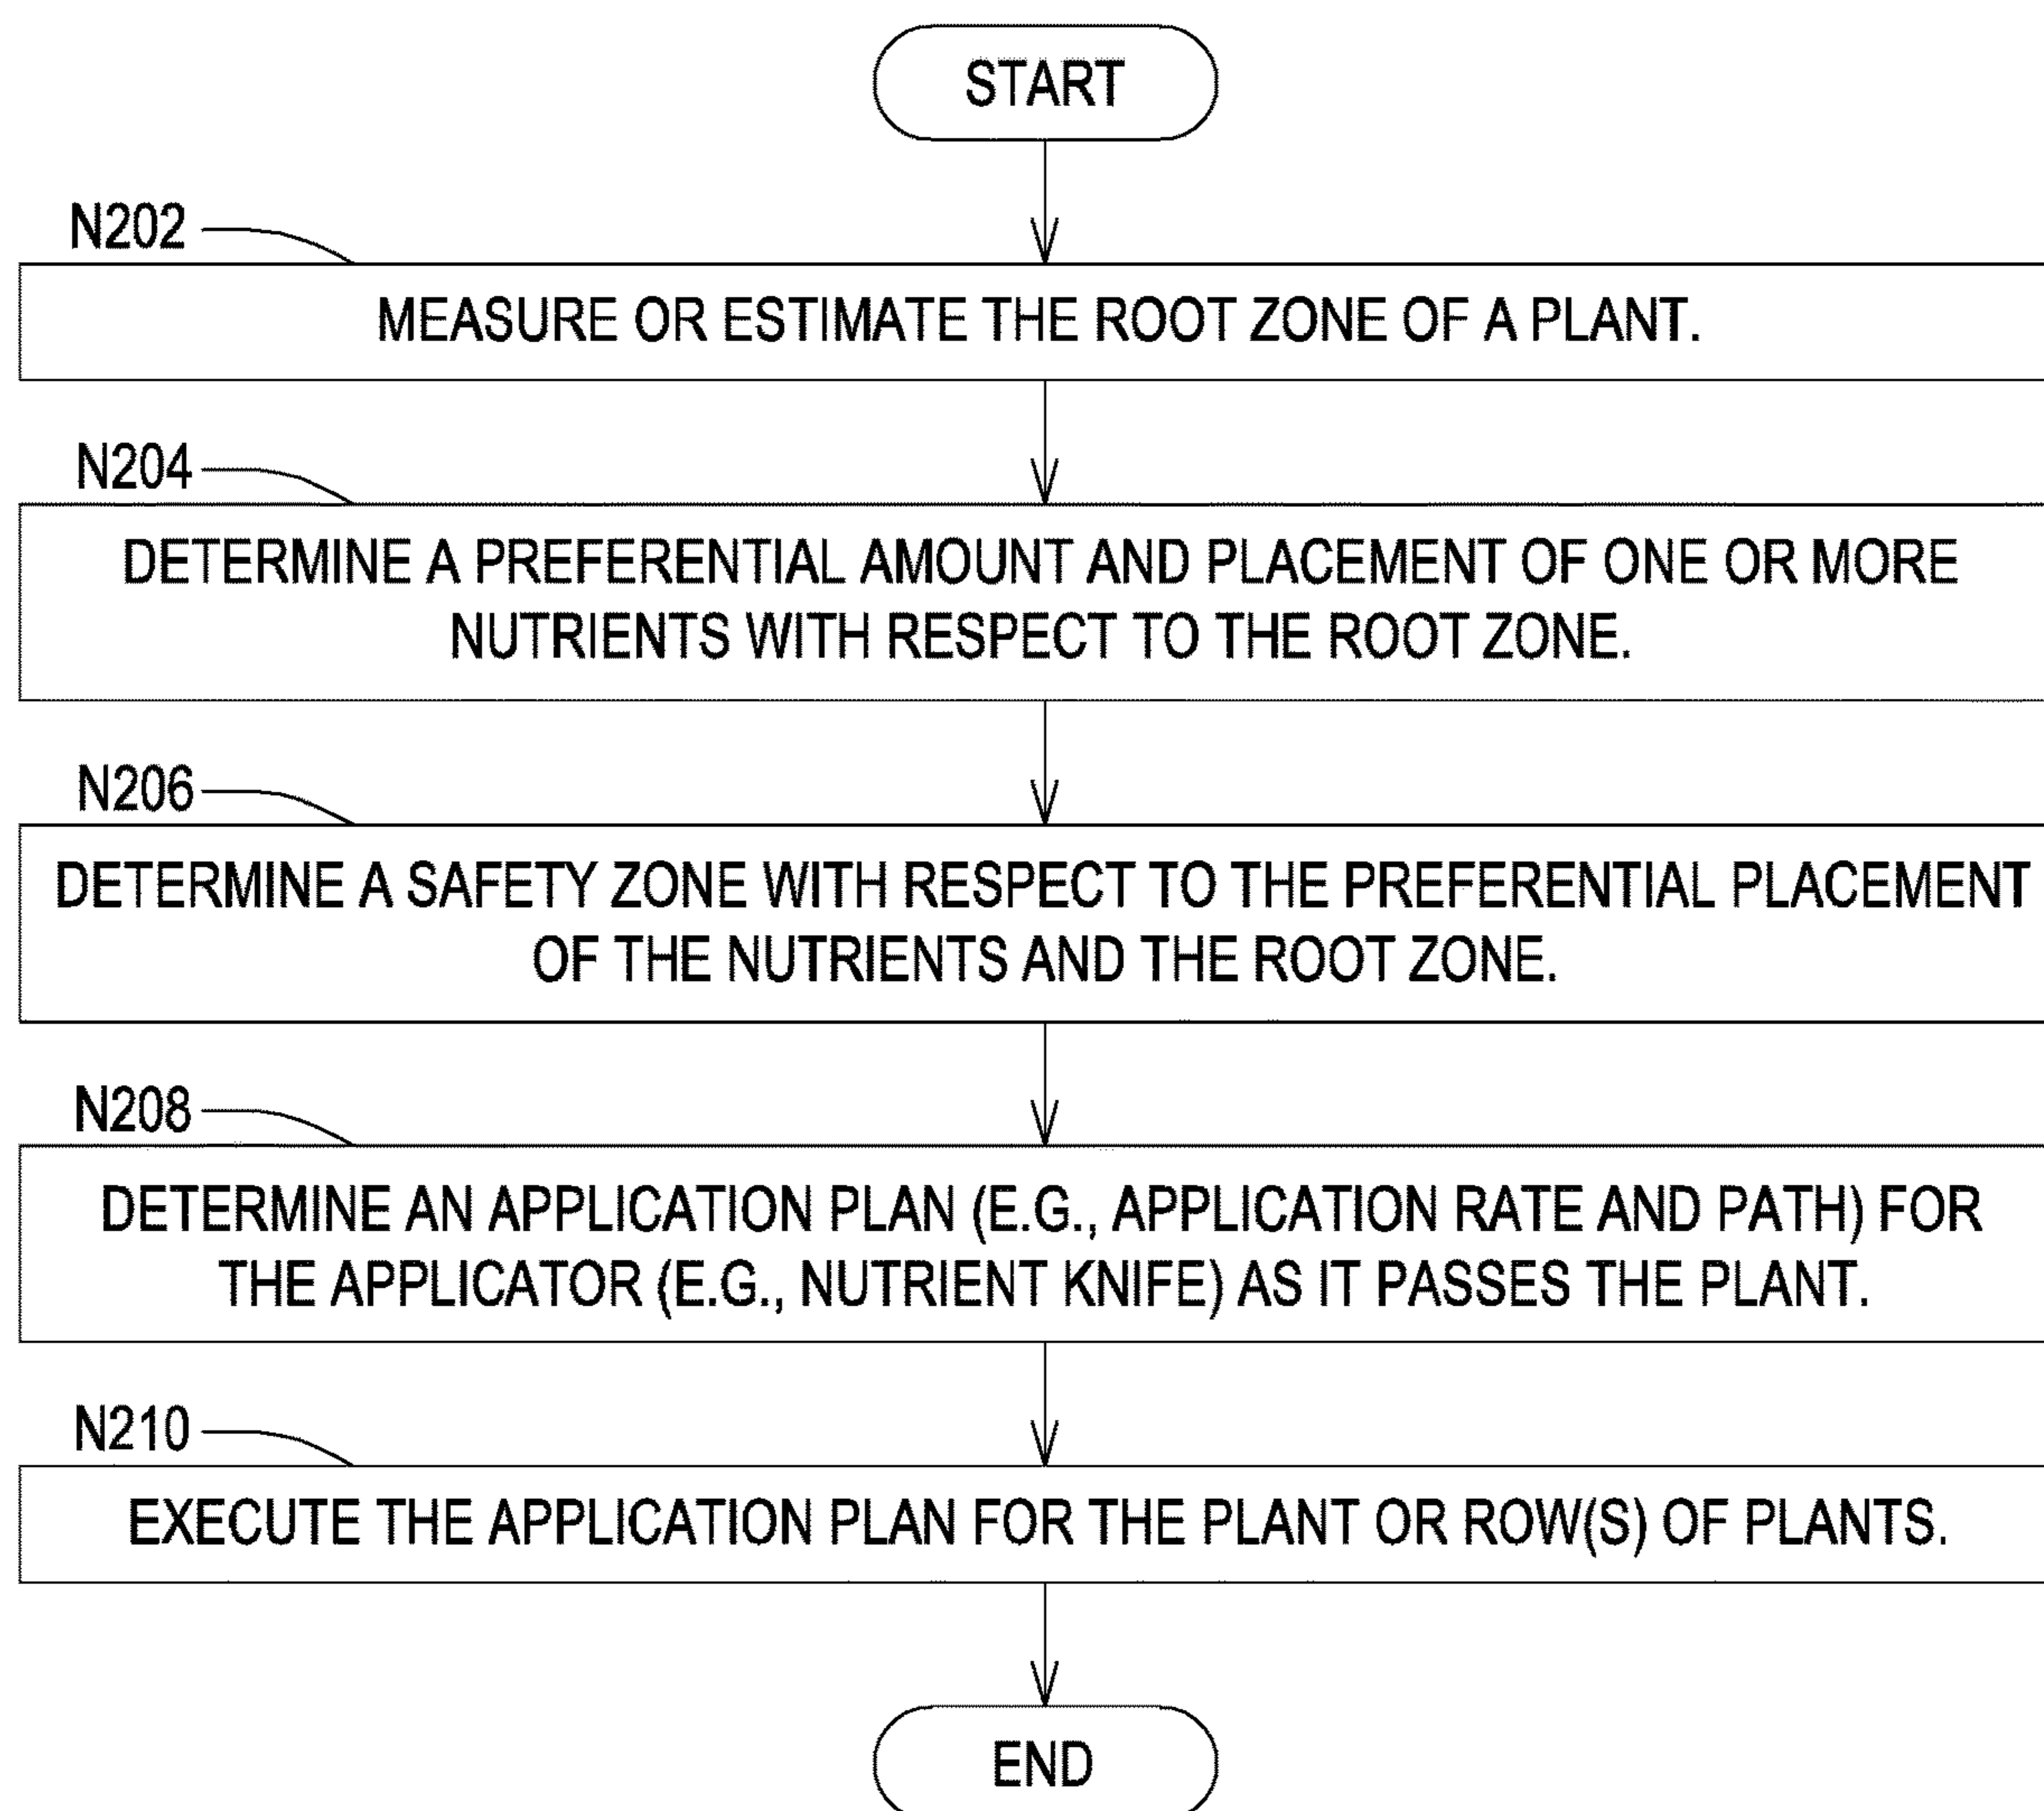 START
N202
MEASURE OR ESTIMATE THE ROOT ZONE OF A PLANT.
N204
DETERMINE A PREFERENTIAL AMOUNT AND PLACEMENT OF ONE OR MORE
NUTRIENTS WITH RESPECT TO THE ROOT ZONE.
N206
DETERMINE A SAFETY ZONE WITH RESPECT TO THE PREFERENTIAL PLACEMENT
OF THE NUTRIENTS AND THE ROOT ZONE.
N208
DETERMINE AN APPLICATION PLAN (E.G., APPLICATION RATE AND PATH) FOR
THE APPLICATOR (E.G., NUTRIENT KNIFE) AS IT PASSES THE PLANT.
N210
EXECUTE THE APPLICATION PLAN FOR THE PLANT OR ROW(S) OF PLANTS.
END